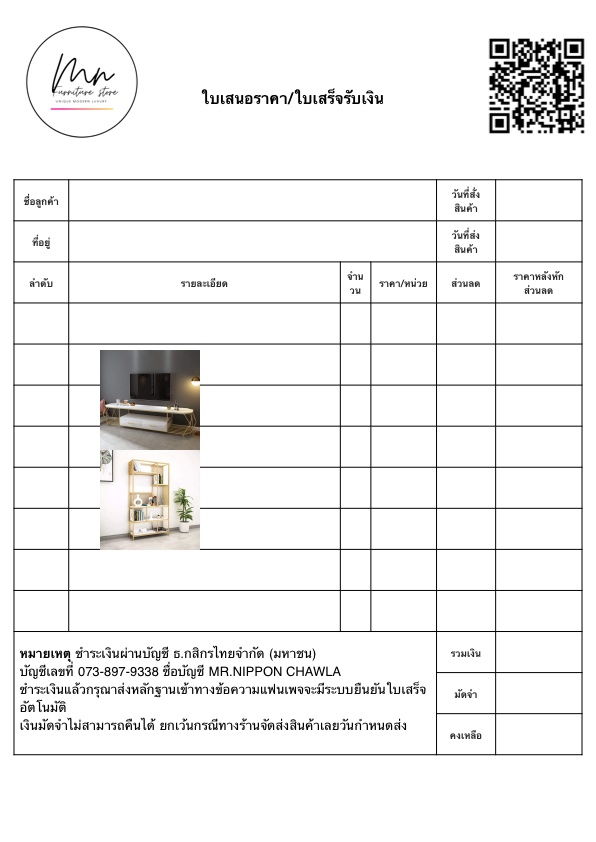 Mn
Furniture store
UNIQUE MODERN LUXURY
ใบเสนอราคา/ใบเสร็จรับเงิน
ชื่อลูกค้า
วันที่สั่ง
สินค้า
ที่อยู่
วันที่ส่ง
สินค้า
ลำดับ
รายละเอียด
จำน
วน
ราคา/หน่วย
ส่วนลด
ราคาหลังหัก
ส่วนลด
หมายเหตุ ชำระเงินผ่านบัญชี ธ.กสิกรไทยจำกัด (มหาชน)
บัญชีเลขที่ 073-897-9338 ชื่อบัญชี MR.NIPPON CHAWLA
ชำระเงินแล้วกรุณาส่งหลักฐานเข้าทางข้อความแฟนเพจจะมีระบบยืนยันใบเสร็จ
อัตโนมัติ
เงินมัดจำไม่สามารถคืนได้ ยกเว้นกรณีทางร้านจัดส่งสินค้าเลยวันกำหนดส่ง
รวมเงิน
มัดจำ
คงเหลือ